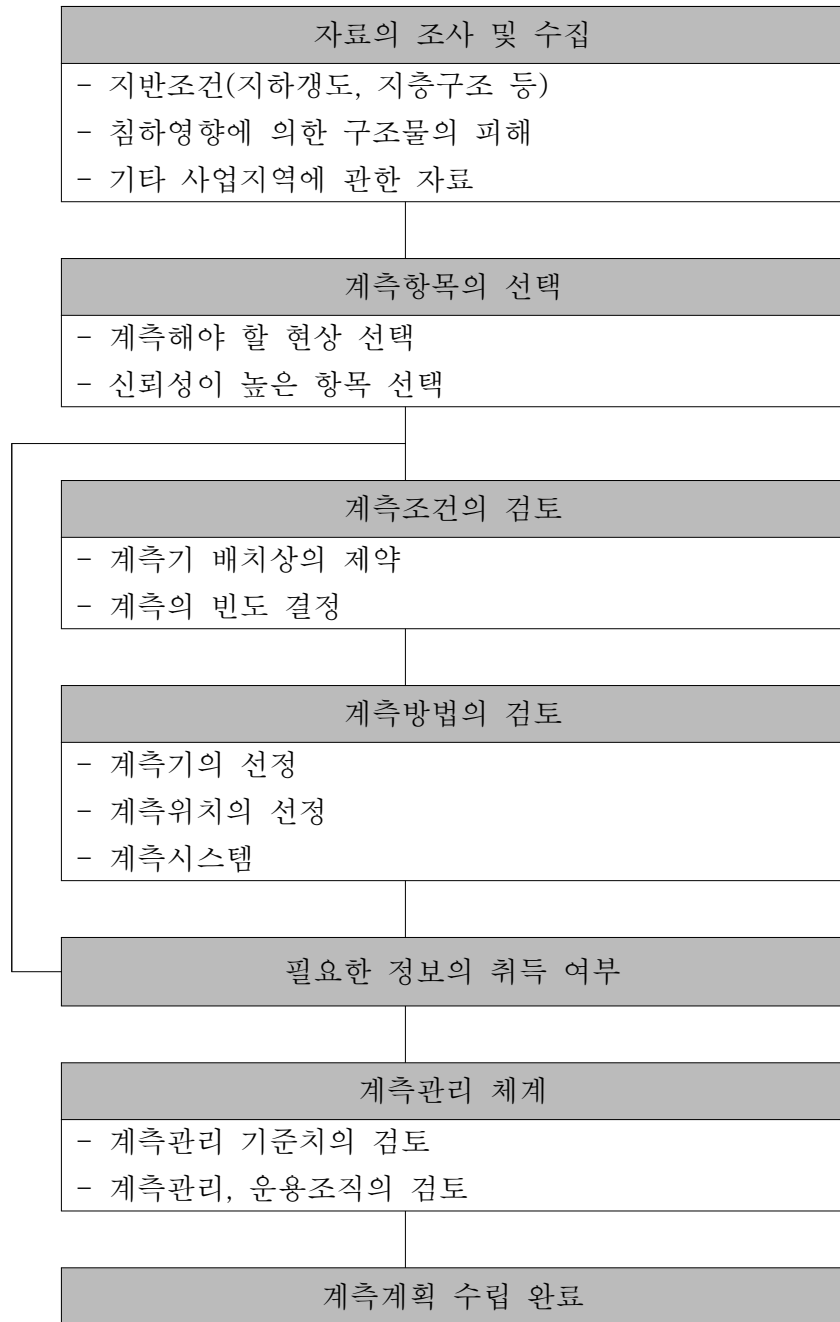 자료의 조사 및 수집
- 지반조건(지하갱도, 지층구조 등)
- 침하영향에 의한 구조물의 피해
- 기타 사업지역에 관한 자료
계측항목의 선택
- 계측해야 할 현상 선택
- 신뢰성이 높은 항목 선택
계측조건의 검토
- 계측기 배치상의 제약
- 계측의 빈도 결정
계측방법의 검토
- 계측기의 선정
- 계측위치의 선정
- 계측시스템
필요한 정보의 취득 여부
계측관리 체계
- 계측관리 기준치의 검토
- 계측관리, 운용조직의 검토
계측계획 수립 완료